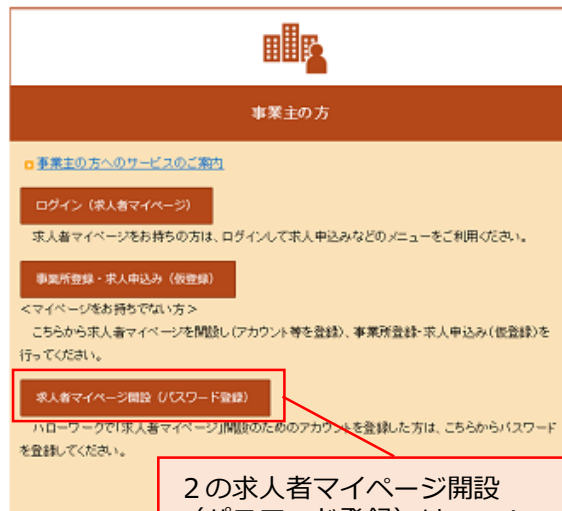 事業主の方
事業主の方へのサービスのご案内
ログイン（求人者マイページ）
求人者マイページをお持ちの方は、ログインして求人申込みなどのメニューをご利用ください。
事業所登録・求人申込み（仮登録）
＜マイページをお持ちでない方＞
こちらから求人者マイページを開設し（アカウント等を登録）、事業所登録・求人申込み（仮登録）を
行ってください。
求人者マイページ開設（パスワード登録）
ハローワークで「求人者マイページ」開設のためのアカウントを登録した方は、こちらからパスワード
を登録してください。
２の求人者マイページ開設
（パスワード登録）は